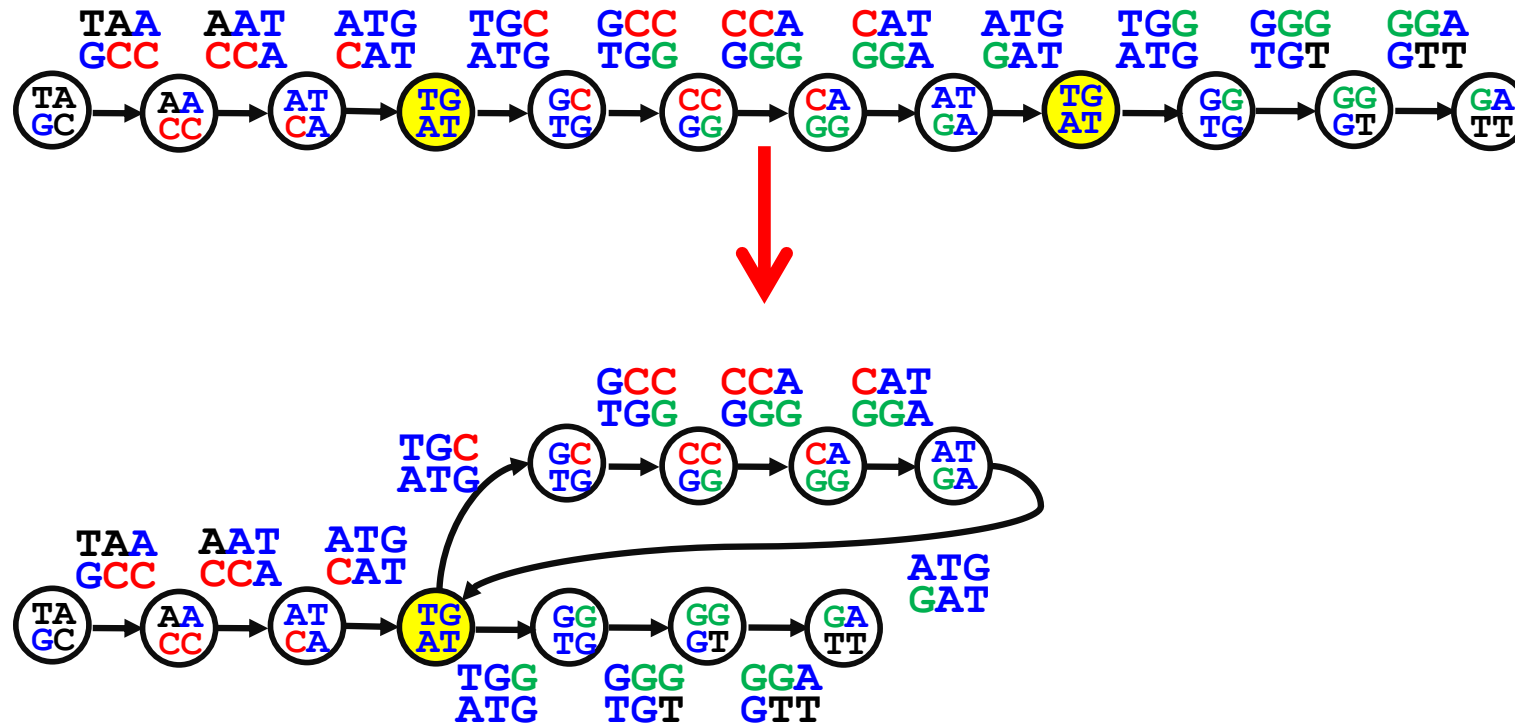 TAA AAT ATG TGC GCC CCA CAT ATG TGG GGG GGA
GCC CCA CAT ATG TGG GGG GGA GAT ATG TGT GTT
TA AA AT TG GC CC CA AT TG GG GG GA
GC CC CA AT TG GG GG GA AT TG GT TT
GCC CCA CAT
TGG GGG GGA
TGC GC CC CA AT
ATG TG GG GG GA
TAA AAT ATG
GCC CCA CAT
ATG
GAT
TA AA AT TG GG GG GA
GC CC CA AT TG GT TT
TGG GGG GGA
ATG TGT GTT